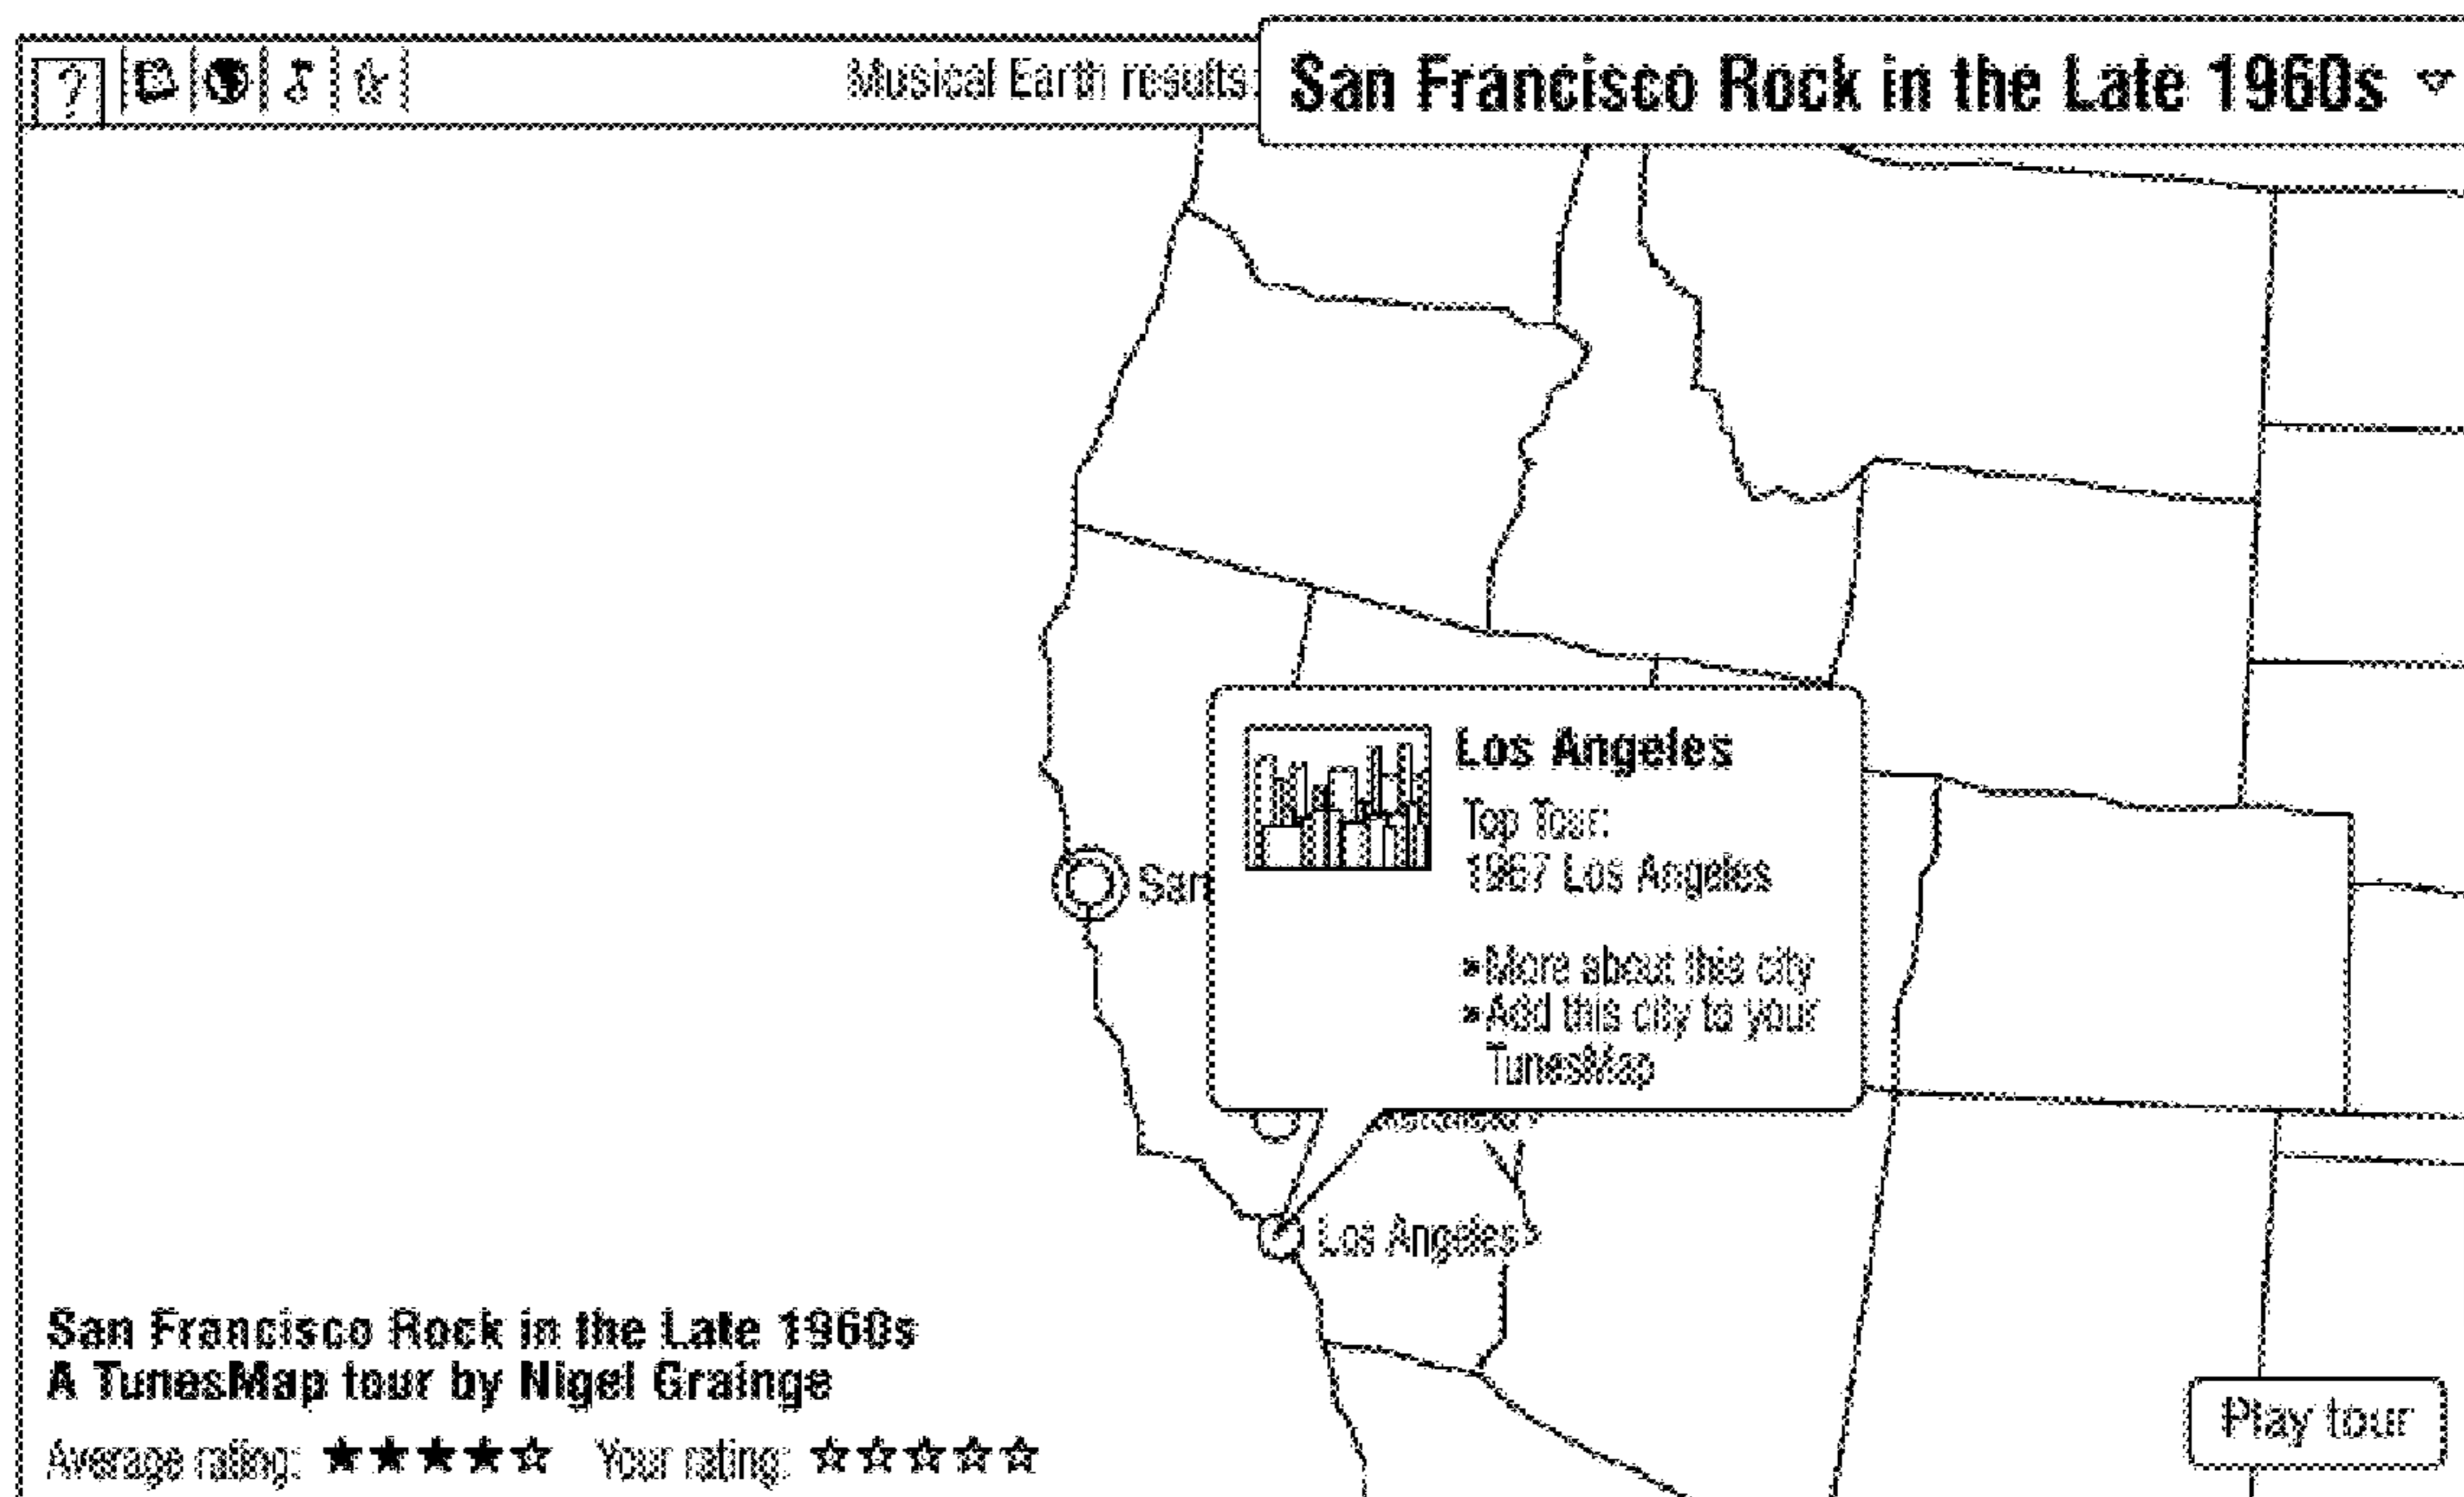 ?
Musical Earth results:
San Francisco Rock in the Late 1960s
Los Angeles
Top Tour:
1967 Los Angeles
San
•More about this city
•Add this city to your
TunesMap
Los Angeles
San Francisco Rock in the Late 1960s
A TunesMap tour by Nigel Grainge
Average rating: ★★★★☆ Your rating: ☆☆☆☆☆
Play tour